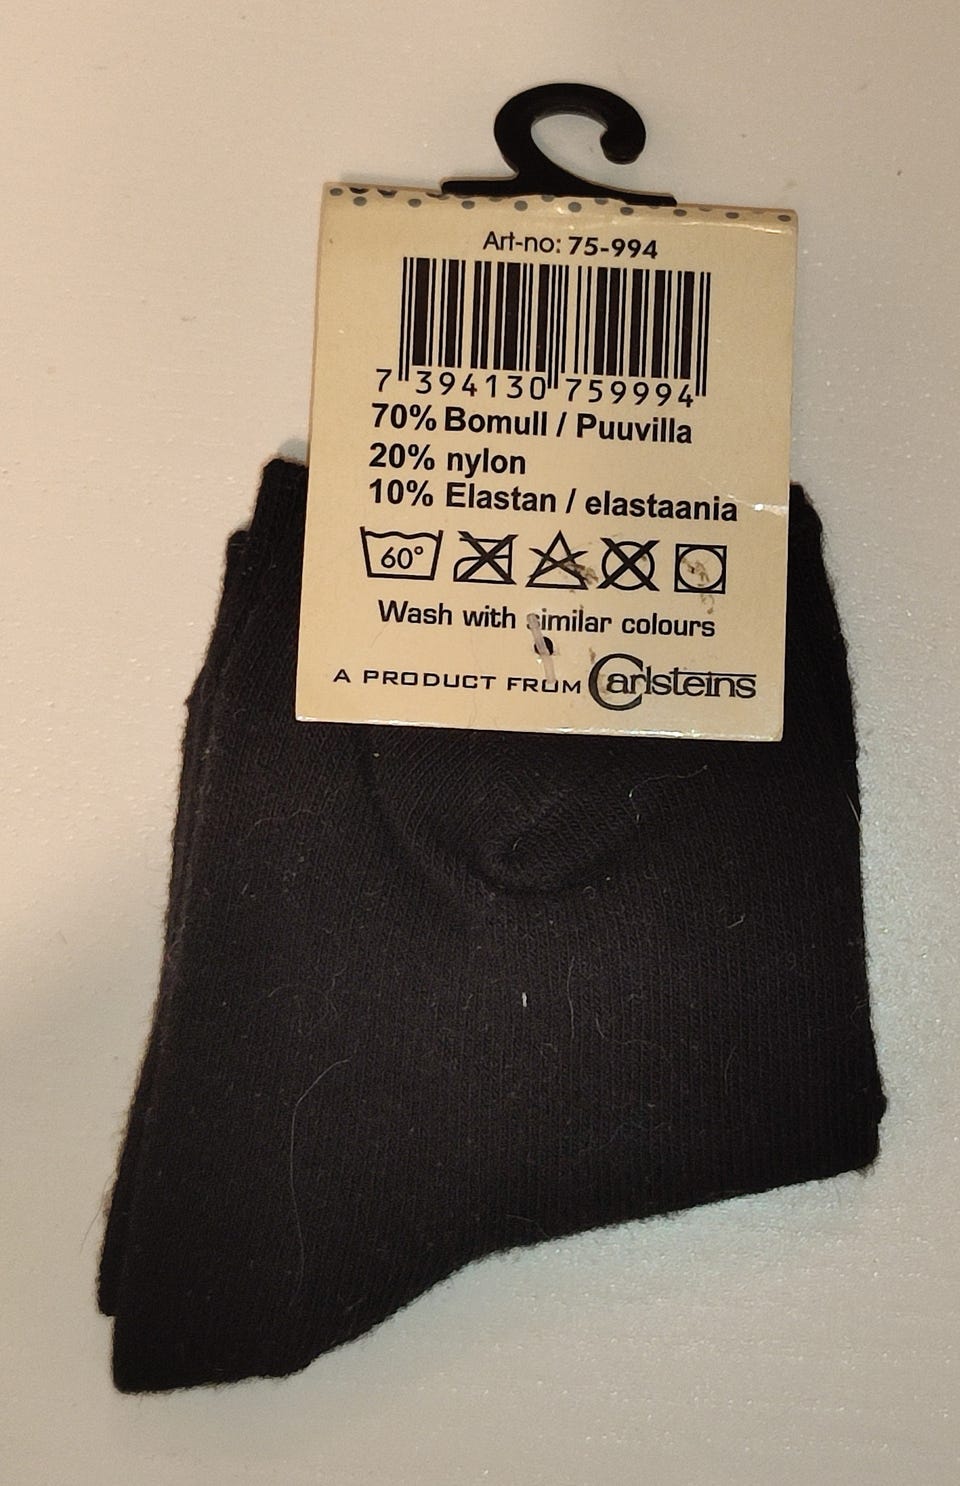 Art-no: 75-994
7 394130 759994
70% Bomull / Puuvilla
20% nylon
10% Elastan / elastaania
60°
Wash with similar colours
A PRODUCT FROM Carlsteins